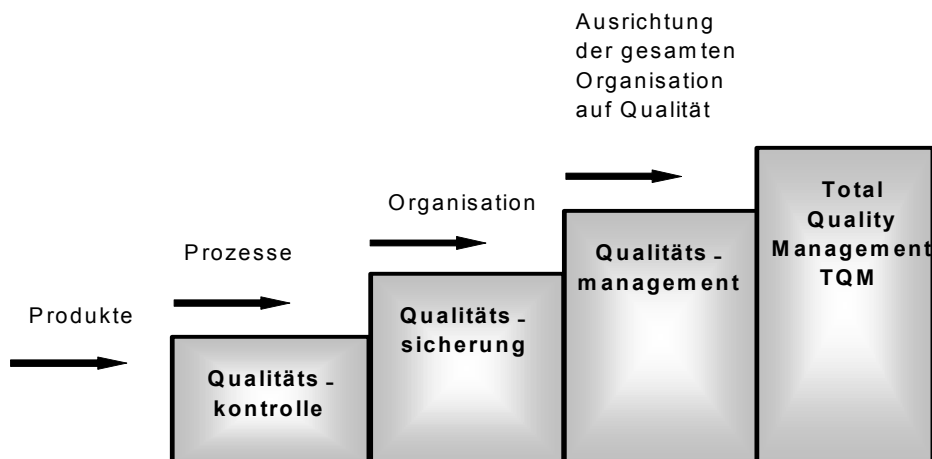 Ausrichtung
der gesamten
Organisation
auf Qualität
Organisation
Prozesse
Produkte
Qualitäts-
kontrolle
Qualitäts-
sicherung
Qualitäts-
management
Total
Quality
Management
TQM